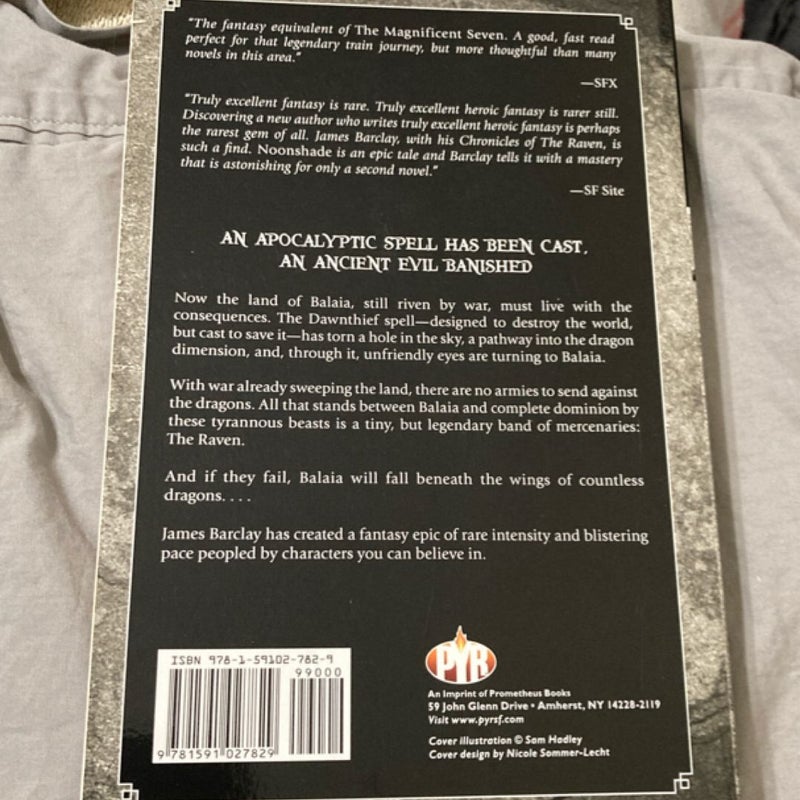 "The fantasy equivalent of The Magnificent Seven. A good, fast read
perfect for that legendary train journey, but more thoughtful than many
novels in this area."
—SFX
"Truly excellent fantasy is rare. Truly excellent heroic fantasy is rarer still.
Discovering a new author who writes truly excellent heroic fantasy is perhaps
the rarest gem of all. James Barclay, with his Chronicles of The Raven, is
such a find. Noonshade is an epic tale and Barclay tells it with a mastery
that is astonishing for only a second novel."
—SF Site
AN APOCALYPTIC SPELL HAS BEEN CAST,
AN ANCIENT EVIL BANISHED
Now the land of Balaia, still riven by war, must live with the
consequences. The Dawnthief spell—designed to destroy the world,
but cast to save it—has torn a hole in the sky, a pathway into the dragon
dimension, and, through it, unfriendly eyes are turning to Balaia.
With war already sweeping the land, there are no armies to send against
the dragons. All that stands between Balaia and complete dominion by
these tyrannous beasts is a tiny, but legendary band of mercenaries:
The Raven.
And if they fail, Balaia will fall beneath the wings of countless
dragons. . . .
James Barclay has created a fantasy epic of rare intensity and blistering
pace peopled by characters you can believe in.
ISBN 978-1-59102-782-9
99000
9 781591 027829
PYR
An Imprint of Prometheus Books
59 John Glenn Drive • Amherst, NY 14228-2119
Visit www.pyrsf.com
Cover illustration © Sam Hadley
Cover design by Nicole Sommer-Lecht